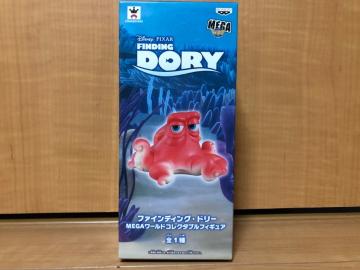 Disney · PIXAR
FINDING
DORY
MEGA
ファインディング・ドリー
MEGAワールドコレクタブルフィギュア
全1種